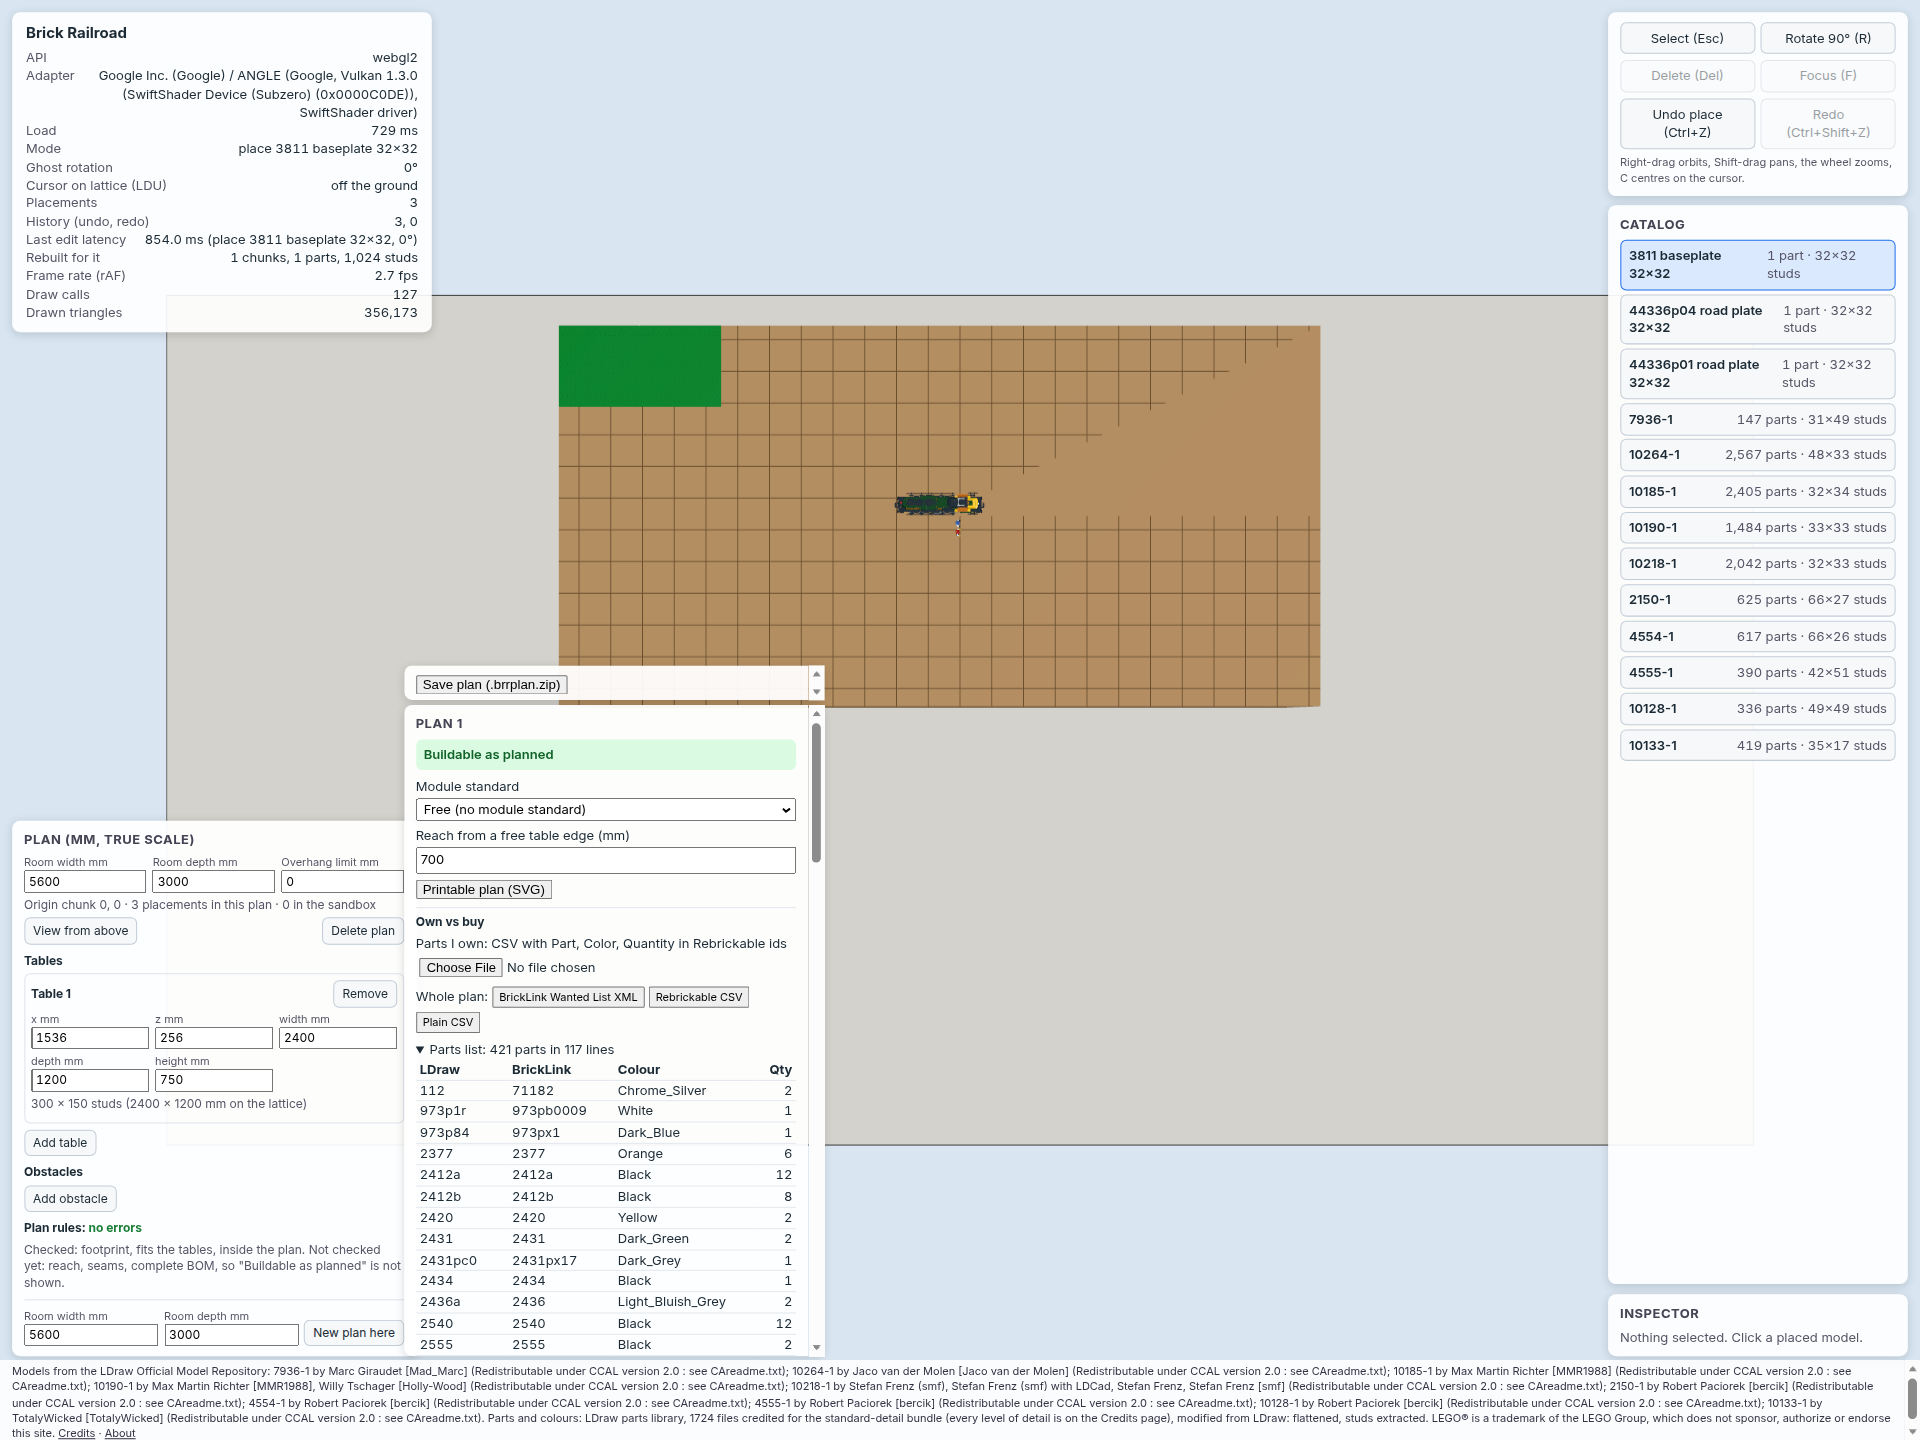 Brick Railroad
API webgl2
Adapter Google Inc. (Google) / ANGLE (Google, Vulkan 1.3.0
(SwiftShader Device (Subzero) (0x0000C0DE)),
SwiftShader driver)
Load 729 ms
Mode place 3811 baseplate 32×32
Ghost rotation 0°
Cursor on lattice (LDU) off the ground
Placements 3
History (undo, redo) 3, 0
Last edit latency 854.0 ms (place 3811 baseplate 32×32, 0°)
Rebuilt for it 1 chunks, 1 parts, 1,024 studs
Frame rate (rAF) 2.7 fps
Draw calls 127
Drawn triangles 356,173
Select (Esc) Rotate 90° (R)
Delete (Del) Focus (F)
Undo place
(Ctrl+Z)
Redo
(Ctrl+Shift+Z)
Right-drag orbits, Shift-drag pans, the wheel zooms,
C centres on the cursor.
CATALOG
3811 baseplate
32×32
1 part · 32×32
studs
44336p04 road plate
32×32
1 part · 32×32
studs
44336p01 road plate
32×32
1 part · 32×32
studs
7936-1 147 parts · 31×49 studs
10264-1 2,567 parts · 48×33 studs
10185-1 2,405 parts · 32×34 studs
10190-1 1,484 parts · 33×33 studs
10218-1 2,042 parts · 32×33 studs
2150-1 625 parts · 66×27 studs
4554-1 617 parts · 66×26 studs
4555-1 390 parts · 42×51 studs
10128-1 336 parts · 49×49 studs
10133-1 419 parts · 35×17 studs
INSPECTOR
Nothing selected. Click a placed model.
PLAN (MM, TRUE SCALE)
Room width mm Room depth mm Overhang limit mm
5600 3000 0
Origin chunk 0, 0 · 3 placements in this plan · 0 in the sandbox
View from above Delete plan
Tables
Table 1 Remove
x mm z mm width mm
1536 256 2400
depth mm height mm
1200 750
300 × 150 studs (2400 × 1200 mm on the lattice)
Add table
Obstacles
Add obstacle
Plan rules: no errors
Checked: footprint, fits the tables, inside the plan. Not checked
yet: reach, seams, complete BOM, so "Buildable as planned" is not
shown.
Room width mm Room depth mm
5600 3000 New plan here
Save plan (.brrplan.zip)
PLAN 1
Buildable as planned
Module standard
Free (no module standard)
Reach from a free table edge (mm)
700
Printable plan (SVG)
Own vs buy
Parts I own: CSV with Part, Color, Quantity in Rebrickable ids
Choose File No file chosen
Whole plan: BrickLink Wanted List XML Rebrickable CSV
Plain CSV
▼ Parts list: 421 parts in 117 lines
LDraw BrickLink Colour Qty
112 71182 Chrome_Silver 2
973p1r 973pb0009 White 1
973p84 973px1 Dark_Blue 1
2377 2377 Orange 6
2412a 2412a Black 12
2412b 2412b Black 8
2420 2420 Yellow 2
2431 2431 Dark_Green 2
2431pc0 2431px17 Dark_Grey 1
2434 2434 Black 1
2436a 2436 Light_Bluish_Grey 2
2540 2540 Black 12
2555 2555 Black 2
Models from the LDraw Official Model Repository: 7936-1 by Marc Giraudet [Mad_Marc] (Redistributable under CCAL version 2.0 : see CAreadme.txt); 10264-1 by Jaco van der Molen [Jaco van der Molen] (Redistributable under CCAL version 2.0 : see CAreadme.txt); 10185-1 by Max Martin Richter [MMR1988] (Redistributable under CCAL version 2.0 : see
CAreadme.txt); 10190-1 by Max Martin Richter [MMR1988], Willy Tschager [Holly-Wood] (Redistributable under CCAL version 2.0 : see CAreadme.txt); 10218-1 by Stefan Frenz (smf), Stefan Frenz (smf) with LDCad, Stefan Frenz, Stefan Frenz [smf] (Redistributable under CCAL version 2.0 : see CAreadme.txt); 2150-1 by Robert Paciorek [bercik] (Redistributable
under CCAL version 2.0 : see CAreadme.txt); 4554-1 by Robert Paciorek [bercik] (Redistributable under CCAL version 2.0 : see CAreadme.txt); 4555-1 by Robert Paciorek [bercik] (Redistributable under CCAL version 2.0 : see CAreadme.txt); 10128-1 by Robert Paciorek [bercik] (Redistributable under CCAL version 2.0 : see CAreadme.txt); 10133-1 by
TotalyWicked [TotalyWicked] (Redistributable under CCAL version 2.0 : see CAreadme.txt). Parts and colours: LDraw parts library, 1724 files credited for the standard-detail bundle (every level of detail is on the Credits page), modified from LDraw: flattened, studs extracted. LEGO® is a trademark of the LEGO Group, which does not sponsor, authorize or endorse
this site. Credits · About